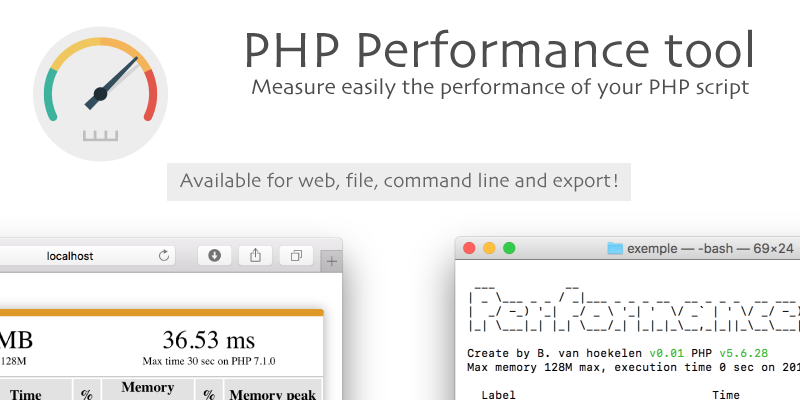 PHP Performance tool
Measure easily the performance of your PHP script
Available for web, file, command line and export!
localhost
MB
128M
36.53 ms
Max time 30 sec on PHP 7.1.0
Time % Memory % Memory peak
exemple — -bash — 69×24
Performance
Create by B. van hoekelen v0.01 PHP v5.6.28
Max memory 128M max, execution time 0 sec on 201
Label Time